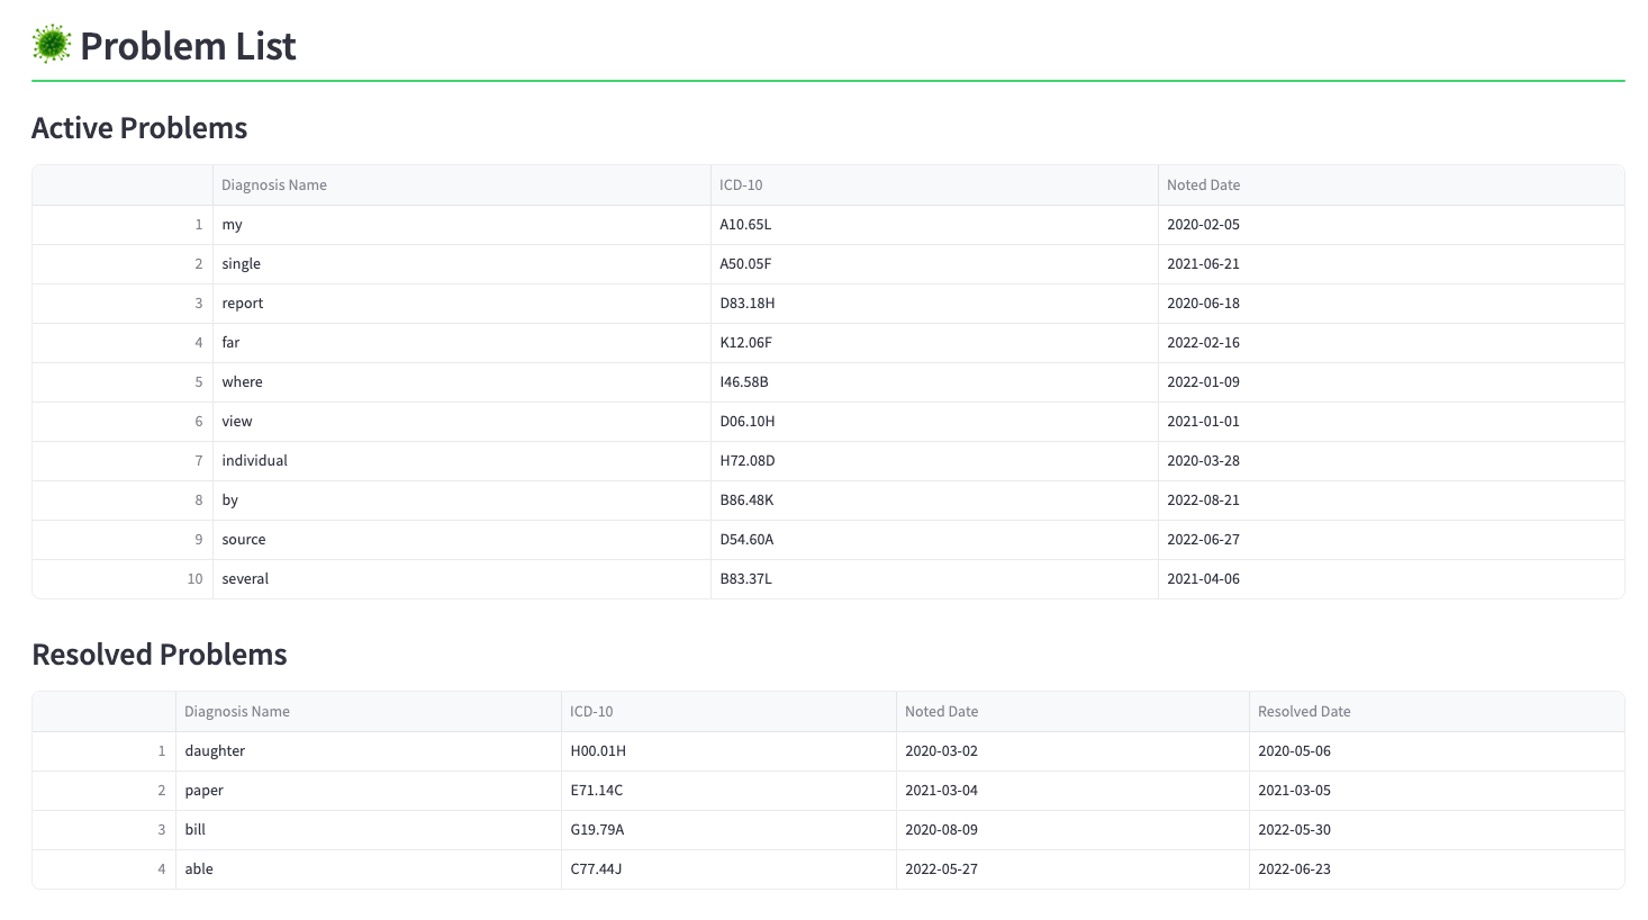 Problem List
Active Problems
Diagnosis Name ICD-10 Noted Date
1 my A10.65L 2020-02-05
2 single A50.05F 2021-06-21
3 report D83.18H 2020-06-18
4 far K12.06F 2022-02-16
5 where I46.58B 2022-01-09
6 view D06.10H 2021-01-01
7 individual H72.08D 2020-03-28
8 by B86.48K 2022-08-21
9 source D54.60A 2022-06-27
10 several B83.37L 2021-04-06
Resolved Problems
Diagnosis Name ICD-10 Noted Date Resolved Date
1 daughter H00.01H 2020-03-02 2020-05-06
2 paper E71.14C 2021-03-04 2021-03-05
3 bill G19.79A 2020-08-09 2022-05-30
4 able C77.44J 2022-05-27 2022-06-23